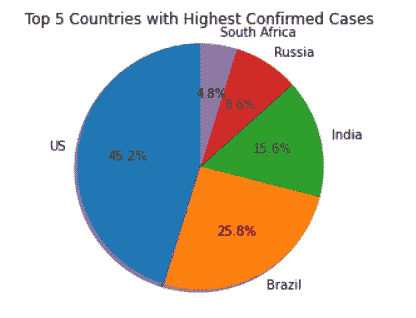 Top 5 Countries with Highest Confirmed Cases
South Africa
Russia
4.8%
8.6%
India
US
45.2%
15.6%
25.8%
Brazil